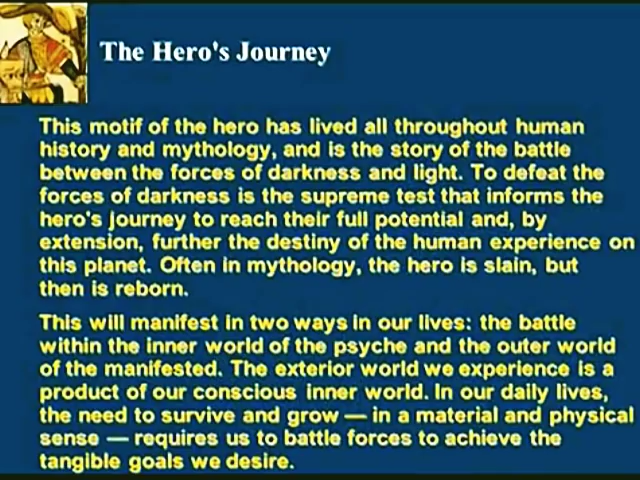 The Hero's Journey
This motif of the hero has lived all throughout human
history and mythology, and is the story of the battle
between the forces of darkness and light. To defeat the
forces of darkness is the supreme test that informs the
hero's journey to reach their full potential and, by
extension, further the destiny of the human experience on
this planet. Often in mythology, the hero is slain, but
then is reborn.
This will manifest in two ways in our lives: the battle
within the inner world of the psyche and the outer world
of the manifested. The exterior world we experience is a
product of our conscious inner world. In our daily lives,
the need to survive and grow — in a material and physical
sense — requires us to battle forces to achieve the
tangible goals we desire.